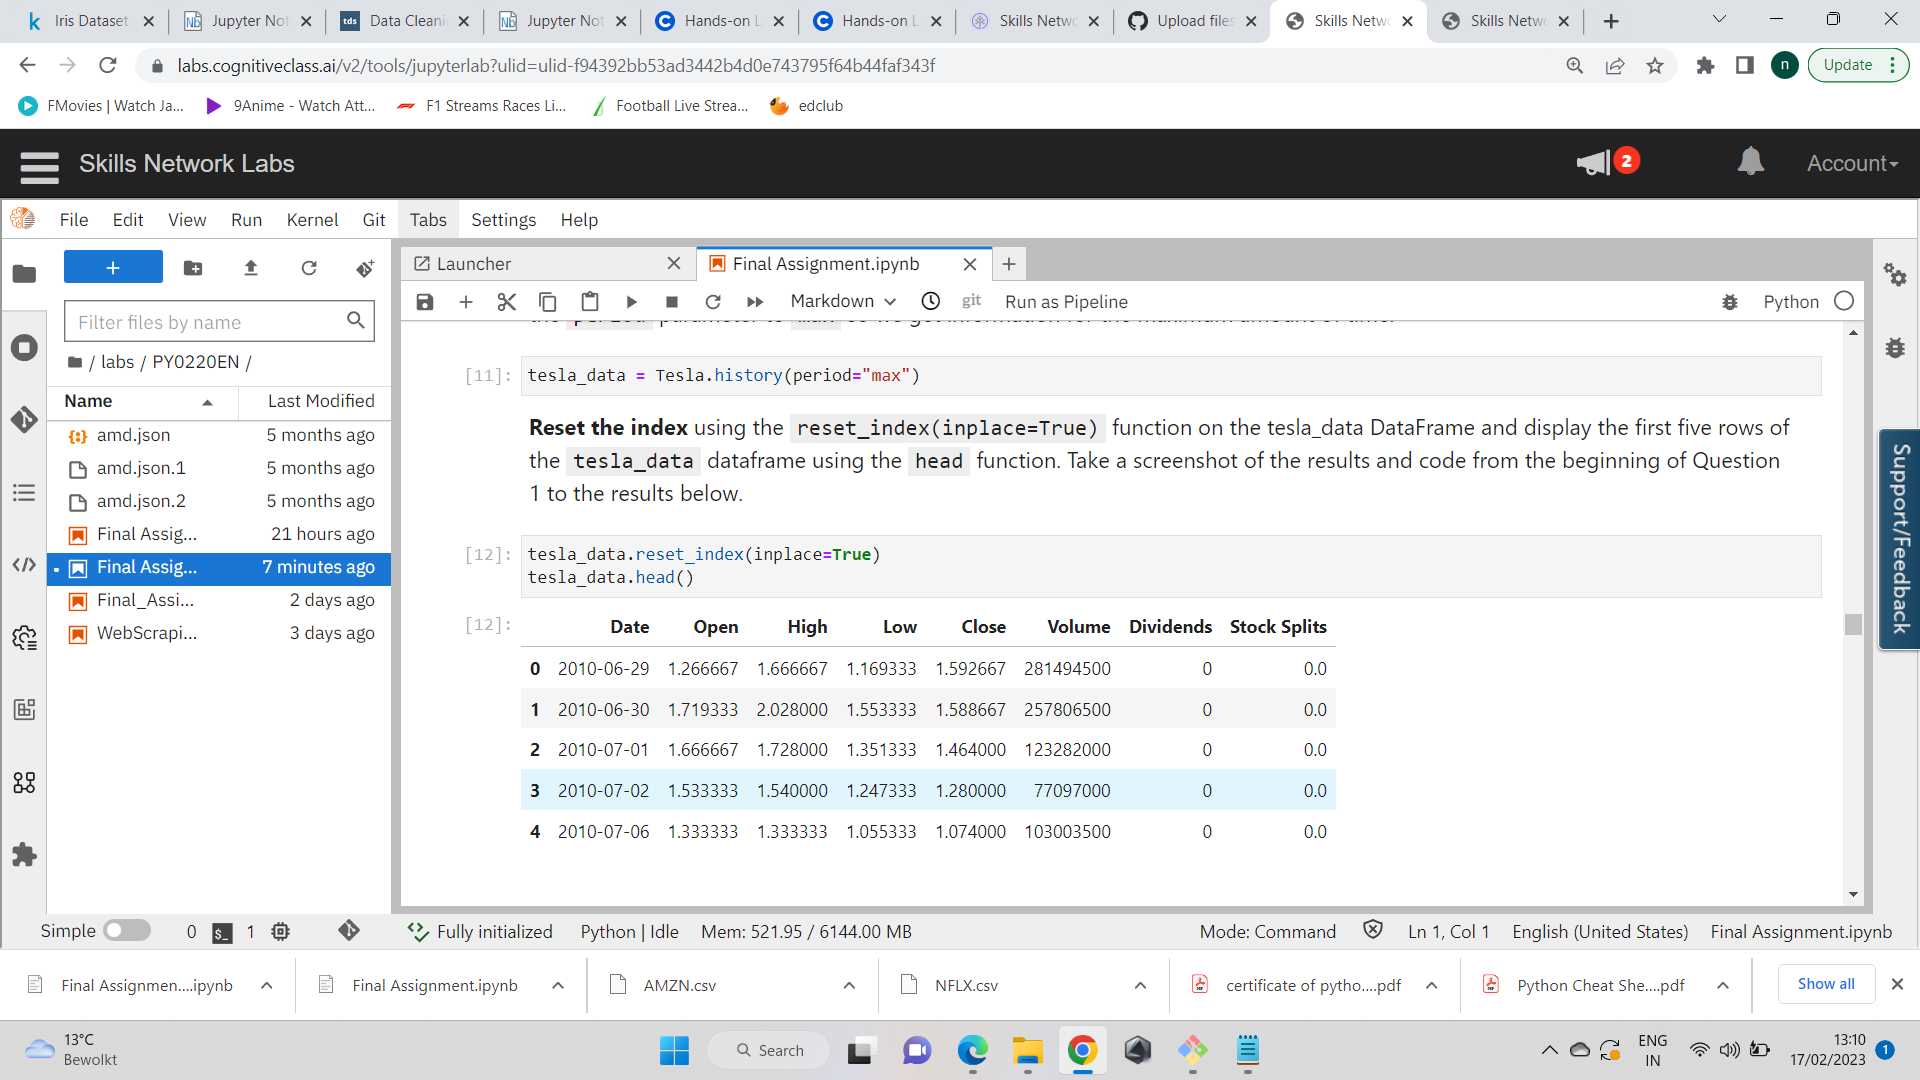 Iris Dataset
Jupyter Not
Data Cleani
Jupyter Not
Hands-on L
Hands-on L
Skills Netwo
Upload files
Skills Netwo
Skills Netwo
labs.cognitiveclass.ai/v2/tools/jupyterlab?ulid=ulid-f94392bb53ad3442b4d0e743795f64b44faf343f
n
Update
FMovies | Watch Ja...
9Anime - Watch Att...
F1 Streams Races Li...
Football Live Strea...
edclub
Skills Network Labs
2
Account
File Edit View Run Kernel Git Tabs Settings Help
Launcher
Final Assignment.ipynb
Filter files by name
/ labs / PY0220EN /
Name Last Modified
amd.json 5 months ago
amd.json.1 5 months ago
amd.json.2 5 months ago
Final Assig... 21 hours ago
Final Assig... 7 minutes ago
Final_Assi... 2 days ago
WebScrapi... 3 days ago
Markdown
git
Run as Pipeline
Python
[11]: tesla_data = Tesla.history(period="max")
Reset the index using the reset_index(inplace=True) function on the tesla_data DataFrame and display the first five rows of
the tesla_data dataframe using the head function. Take a screenshot of the results and code from the beginning of Question
1 to the results below.
[12]: tesla_data.reset_index(inplace=True)
tesla_data.head()
[12]: Date Open High Low Close Volume Dividends Stock Splits
0 2010-06-29 1.266667 1.666667 1.169333 1.592667 281494500 0 0.0
1 2010-06-30 1.719333 2.028000 1.553333 1.588667 257806500 0 0.0
2 2010-07-01 1.666667 1.728000 1.351333 1.464000 123282000 0 0.0
3 2010-07-02 1.533333 1.540000 1.247333 1.280000 77097000 0 0.0
4 2010-07-06 1.333333 1.333333 1.055333 1.074000 103003500 0 0.0
Support/Feedback
Simple 0 1 Fully initialized Python | Idle Mem: 521.95 / 6144.00 MB Mode: Command Ln 1, Col 1 English (United States) Final Assignment.ipynb
Final Assignmen....ipynb
Final Assignment.ipynb
AMZN.csv
NFLX.csv
certificate of pytho....pdf
Python Cheat She....pdf
Show all
13°C
Bewolkt
Search
ENG
IN
13:10
17/02/2023
1